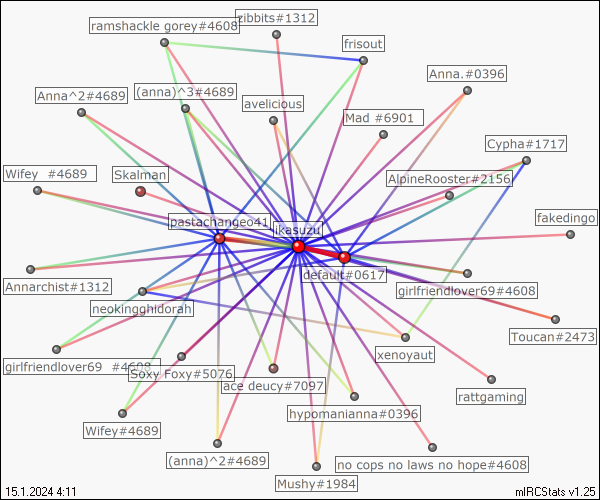 zibbits#1312
ramshackle gorey#4608
frisout
Anna.#0396
(anna)^3#4689
Anna^2#4689
avelicious
Mad #6901
Cypha#1717
Wifey #4689
Skalman
AlpineRooster#2156
pastachangeo41
ikasuzu
fakedingo
default#0617
Annarchist#1312
girlfriendlover69#4608
neokingghidorah
Toucan#2473
xenoyaut
girlfriendlover69 #4608
Soxy Foxy#5076
ace deucy#7097
rattgaming
hypomanianna#0396
Wifey#4689
(anna)^2#4689
no cops no laws no hope#4608
Mushy#1984
15.1.2024 4:11
mIRCStats v1.25